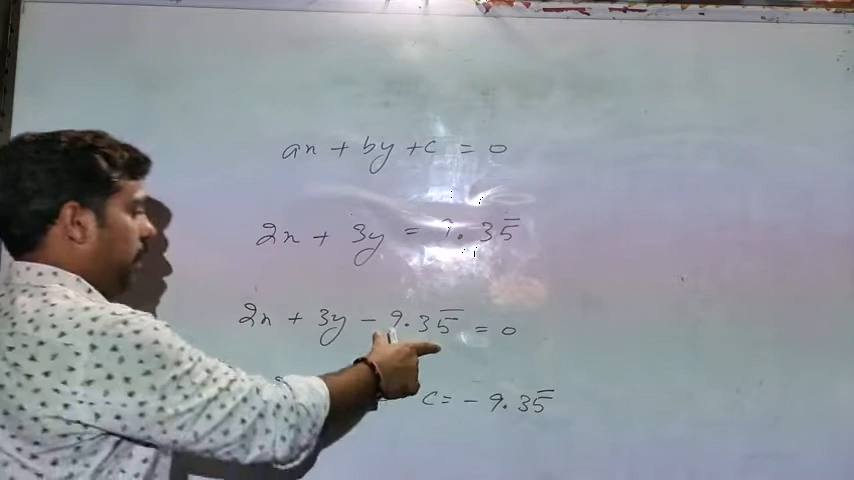 ax + by + c = 0
2x + 3y = 9.35̅
2x + 3y - 9.35̅ = 0
c = - 9.35̅